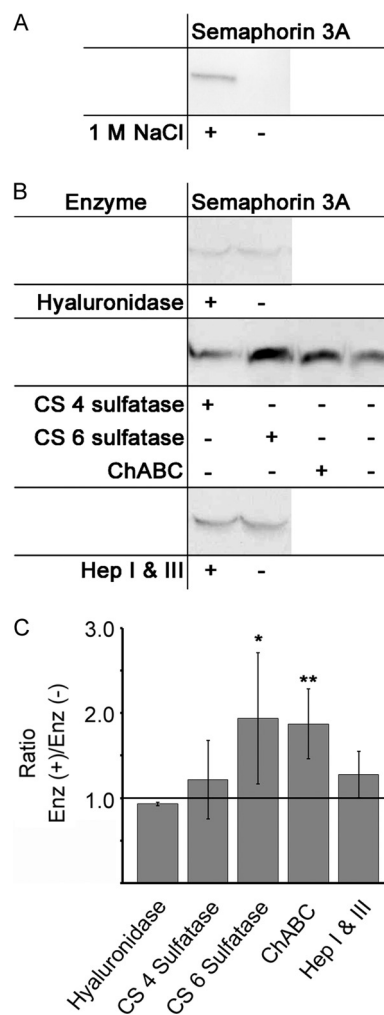 A
Semaphorin 3A
1 M NaCl + -
B
Enzyme Semaphorin 3A
Hyaluronidase + -
CS 4 sulfatase + - - -
CS 6 sulfatase - + - -
ChABC - - + -
Hep I & III + -
C
Ratio
Enz (+)/Enz (-)
3.0
2.0
1.0
*
**
Hyaluronidase
CS 4 Sulfatase
CS 6 Sulfatase
ChABC
Hep I & III